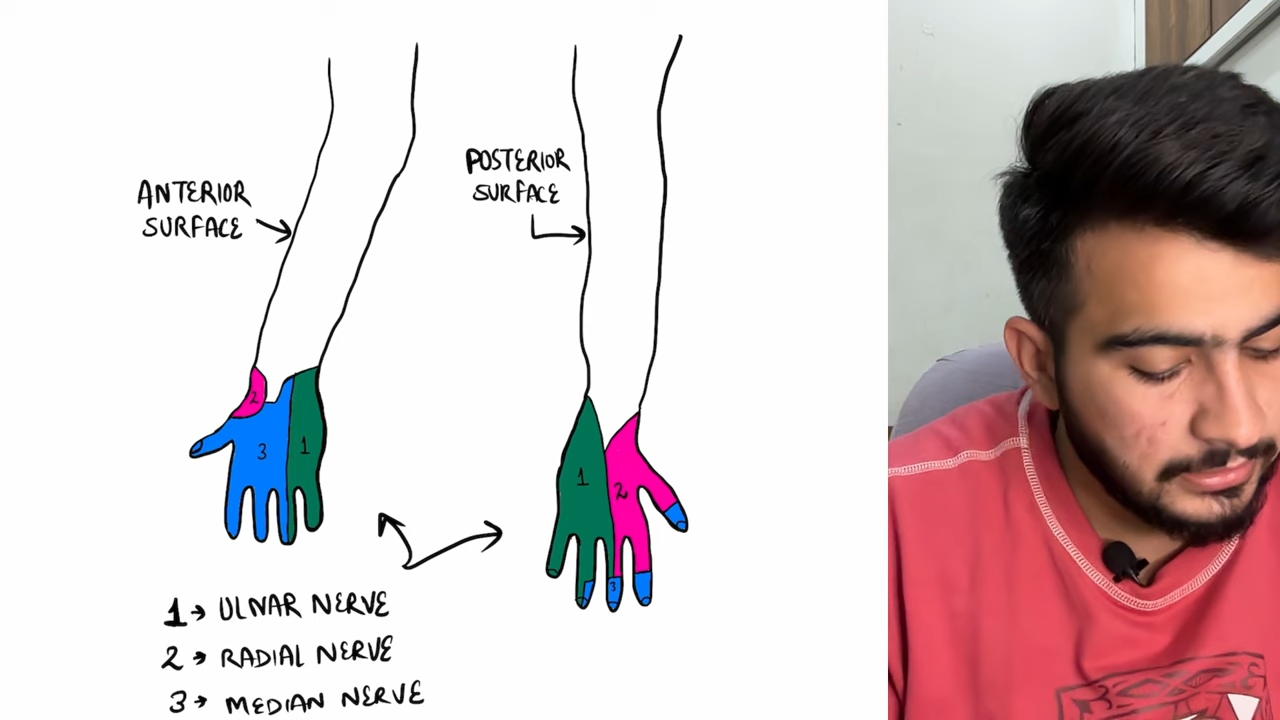 ANTERIOR
SURFACE
POSTERIOR
SURFACE
2
3
1
1
2
3
1 → ULNAR NERVE
2 → RADIAL NERVE
3 → MEDIAN NERVE